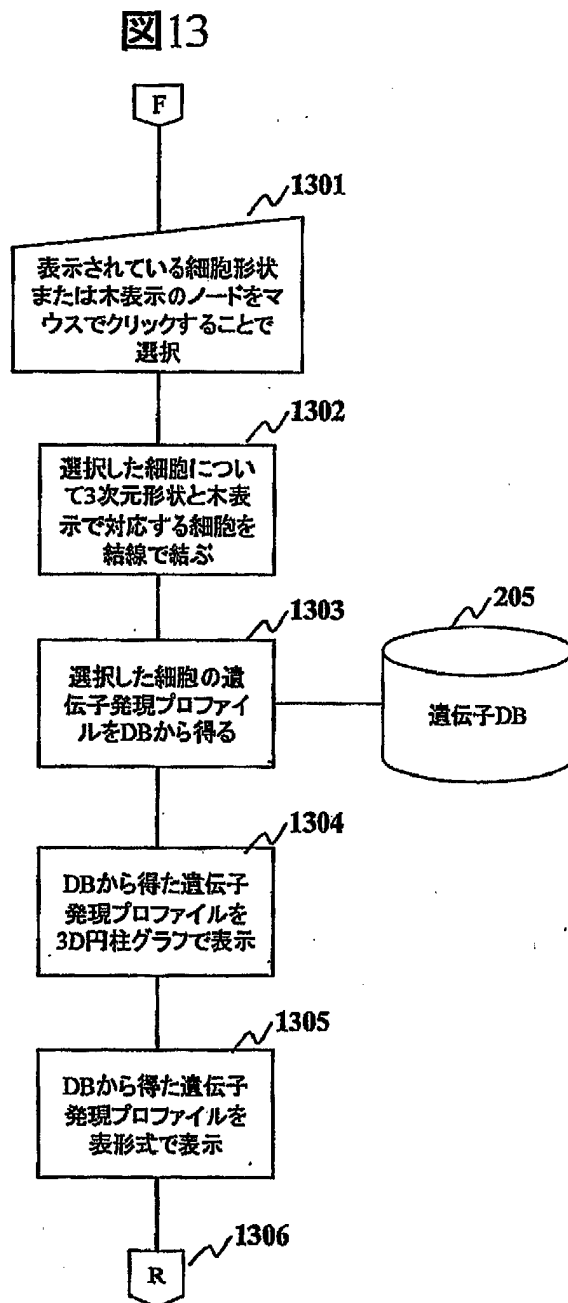 図13
F
1301
表示されている細胞形状
または木表示のノードをマ
ウスでクリックすることで
選択
1302
選択した細胞につい
て3次元形状と木表
示で対応する細胞を
結線で結ぶ
1303
選択した細胞の遺
伝子発現プロファイ
ルをDBから得る
205
遺伝子DB
1304
DBから得た遺伝子
発現プロファイルを
3D円柱グラフで表示
1305
DBから得た遺伝子
発現プロファイルを
表形式で表示
1306
R